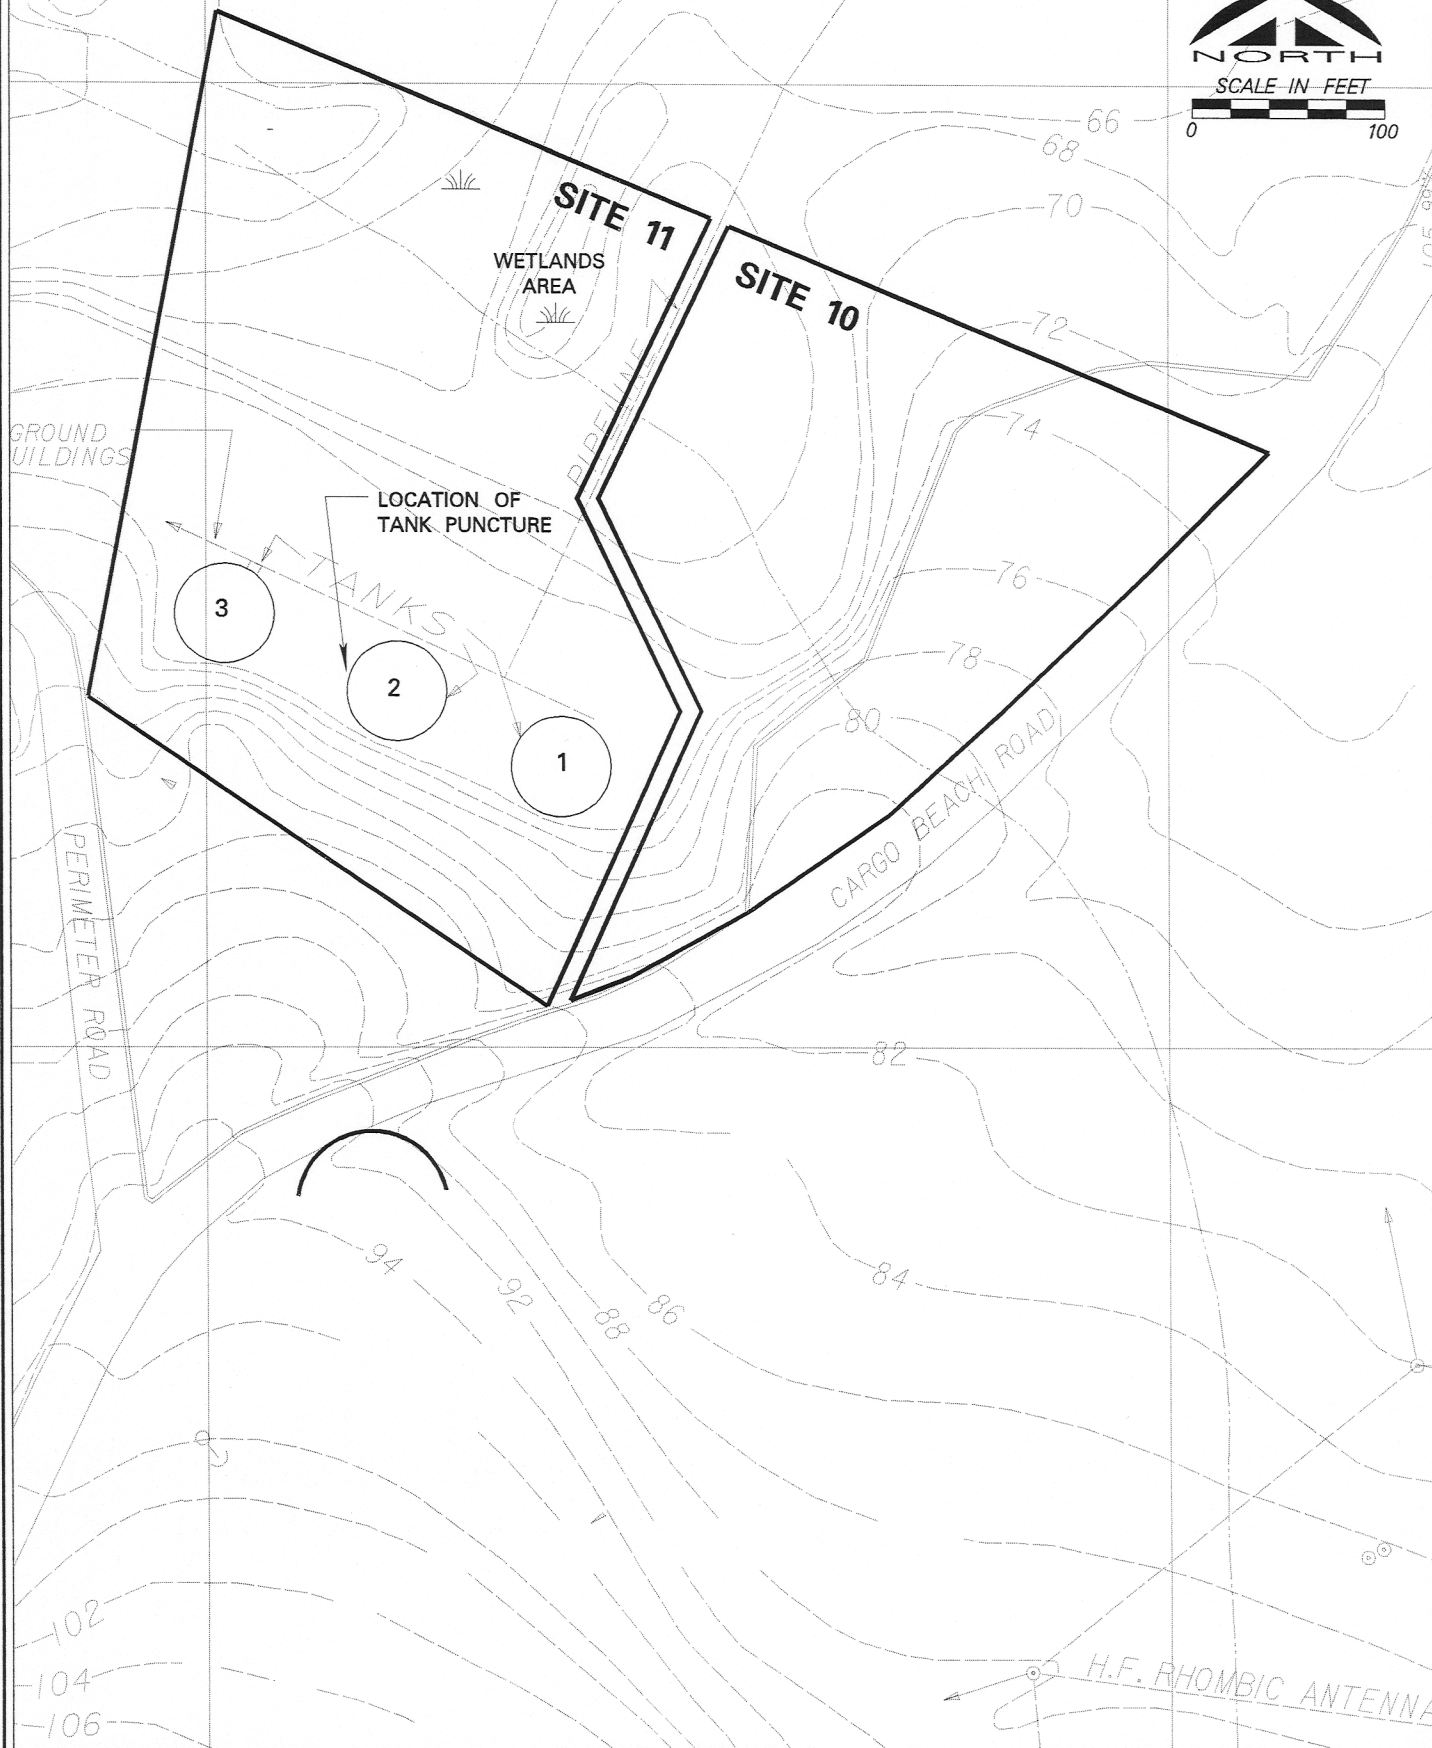 NORTH
SCALE IN FEET
0 100
66
68
70
SITE 11
WETLANDS
AREA
SITE 10
72
74
PIPELINE
GROUND
UILDINGS
LOCATION OF
TANK PUNCTURE
TANKS
3
2
1
76
78
80
CARGO BEACH ROAD
PERIMETER ROAD
82
84
94
92
88
86
102
104
106
H.F. RHOMBIC ANTENNA